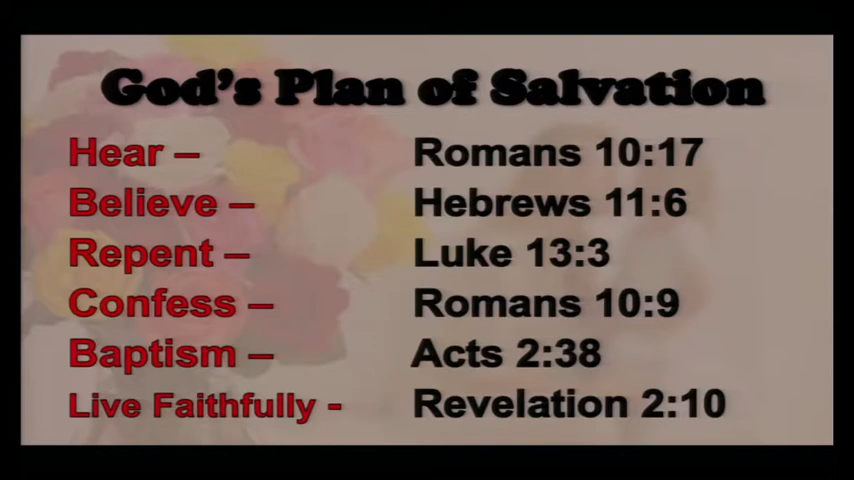 God's Plan of Salvation
Hear – Romans 10:17
Believe – Hebrews 11:6
Repent – Luke 13:3
Confess – Romans 10:9
Baptism – Acts 2:38
Live Faithfully - Revelation 2:10